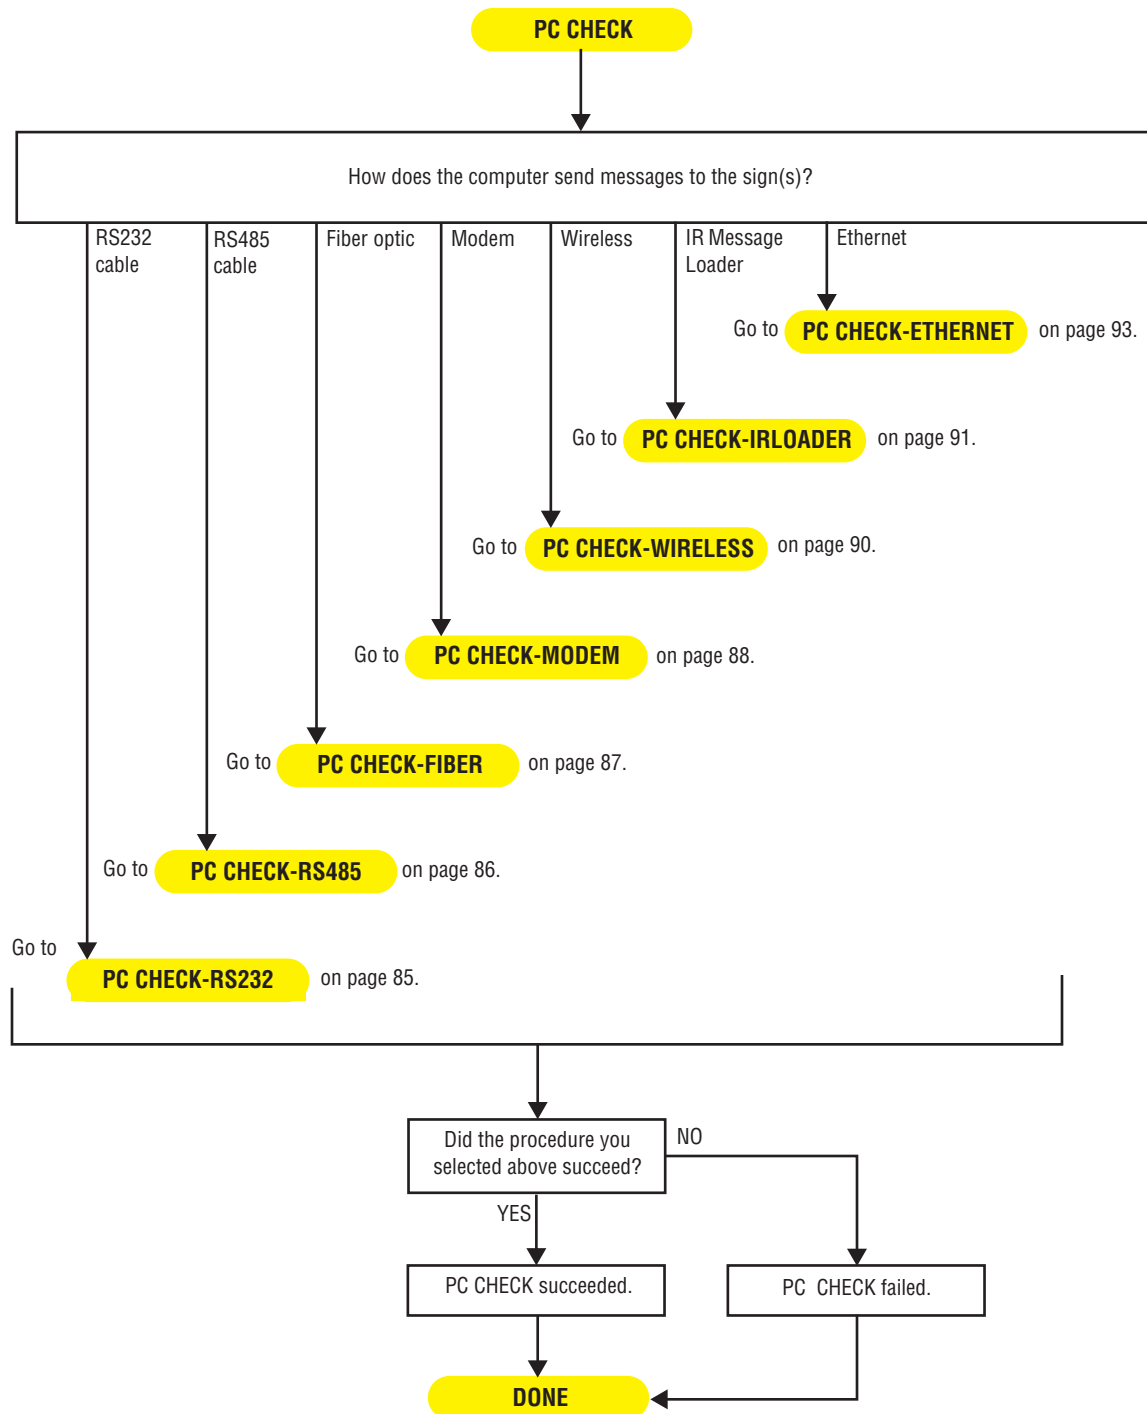 PC CHECK
How does the computer send messages to the sign(s)?
RS232
cable
RS485
cable
Fiber optic
Modem
Wireless
IR Message
Loader
Ethernet
Go to PC CHECK-ETHERNET on page 93.
Go to PC CHECK-IRLOADER on page 91.
Go to PC CHECK-WIRELESS on page 90.
Go to PC CHECK-MODEM on page 88.
Go to PC CHECK-FIBER on page 87.
Go to PC CHECK-RS485 on page 86.
Go to
PC CHECK-RS232 on page 85.
Did the procedure you
selected above succeed?
NO
YES
PC CHECK succeeded.
PC CHECK failed.
DONE